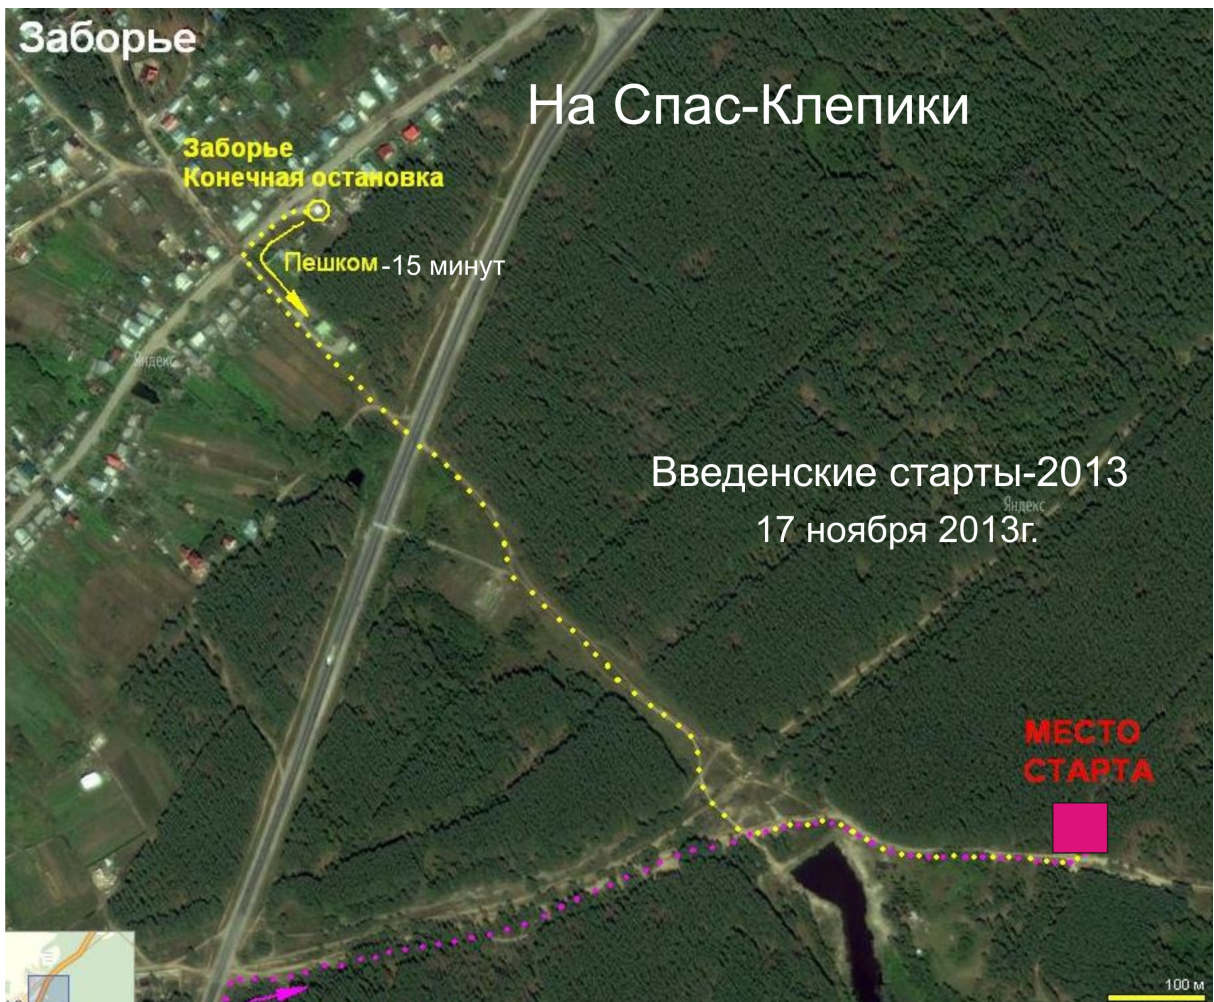 Заборье
На Спас-Клепики
Заборье
Конечная остановка
Пешком -15 минут
Яндекс
Введенские старты-2013
Яндекс
17 ноября 2013г.
МЕСТО
СТАРТА
100 м